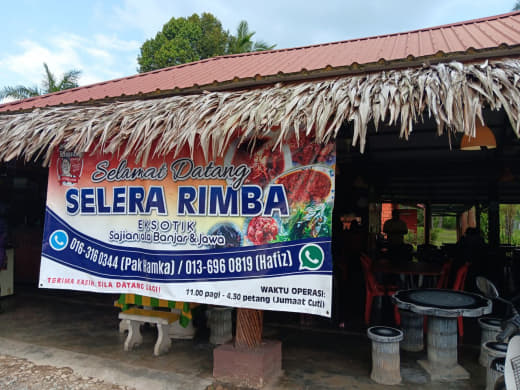 Selamat Datang
SELERA RIMBA
EKSOTIK
Sajian ala Banjar & Jawa
016-316 0344 (Pak Hamka) / 013-696 0819 (Hafiz)
WAKTU OPERASI:
11.00 pagi - 4.30 petang (Jumaat Cuti)
TERIMA KASIH, SILA DATANG LAGI!